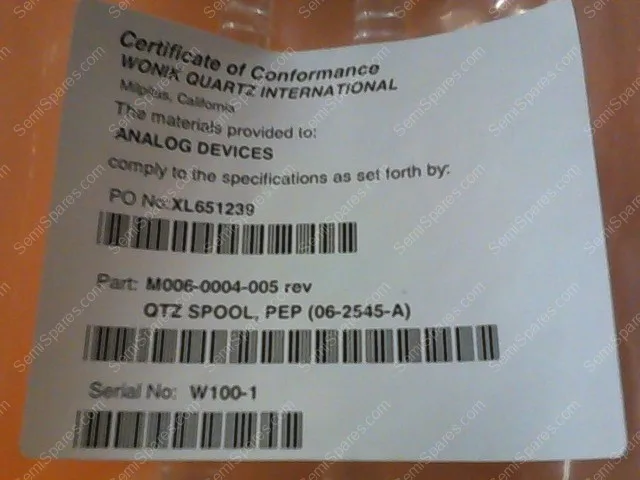 Certificate of Conformance
WONIK QUARTZ INTERNATIONAL
Milpitas, California
The materials provided to:
ANALOG DEVICES
comply to the specifications as set forth by:
PO No: XL651239
Part: M006-0004-005 rev
QTZ SPOOL, PEP (06-2545-A)
Serial No: W100-1
SemiSpares.com